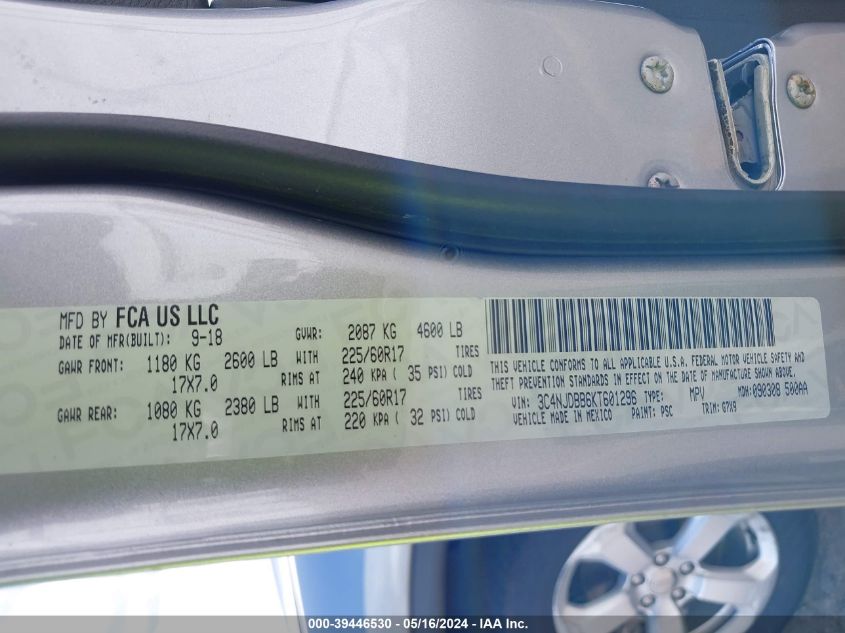 MFD BY FCA US LLC
DATE OF MFR(BUILT): 9-18 GVWR: 2087 KG 4600 LB
GAWR FRONT: 1180 KG 2600 LB WITH 225/60R17 TIRES
17X7.0 RIMS AT 240 KPA ( 35 PSI) COLD
GAWR REAR: 1080 KG 2380 LB WITH 225/60R17 TIRES
17X7.0 RIMS AT 220 KPA ( 32 PSI) COLD
THIS VEHICLE CONFORMS TO ALL APPLICABLE U.S.A. FEDERAL MOTOR VEHICLE SAFETY AND
THEFT PREVENTION STANDARDS IN EFFECT ON THE DATE OF MANUFACTURE SHOWN ABOVE.
VIN: 3C4NJDBB6KT601296 TYPE: MPV MDH: 090308 500AA
VEHICLE MADE IN MEXICO PAINT: PSC TRIM: G7X9
000-39446530 - 05/16/2024 - IAA Inc.